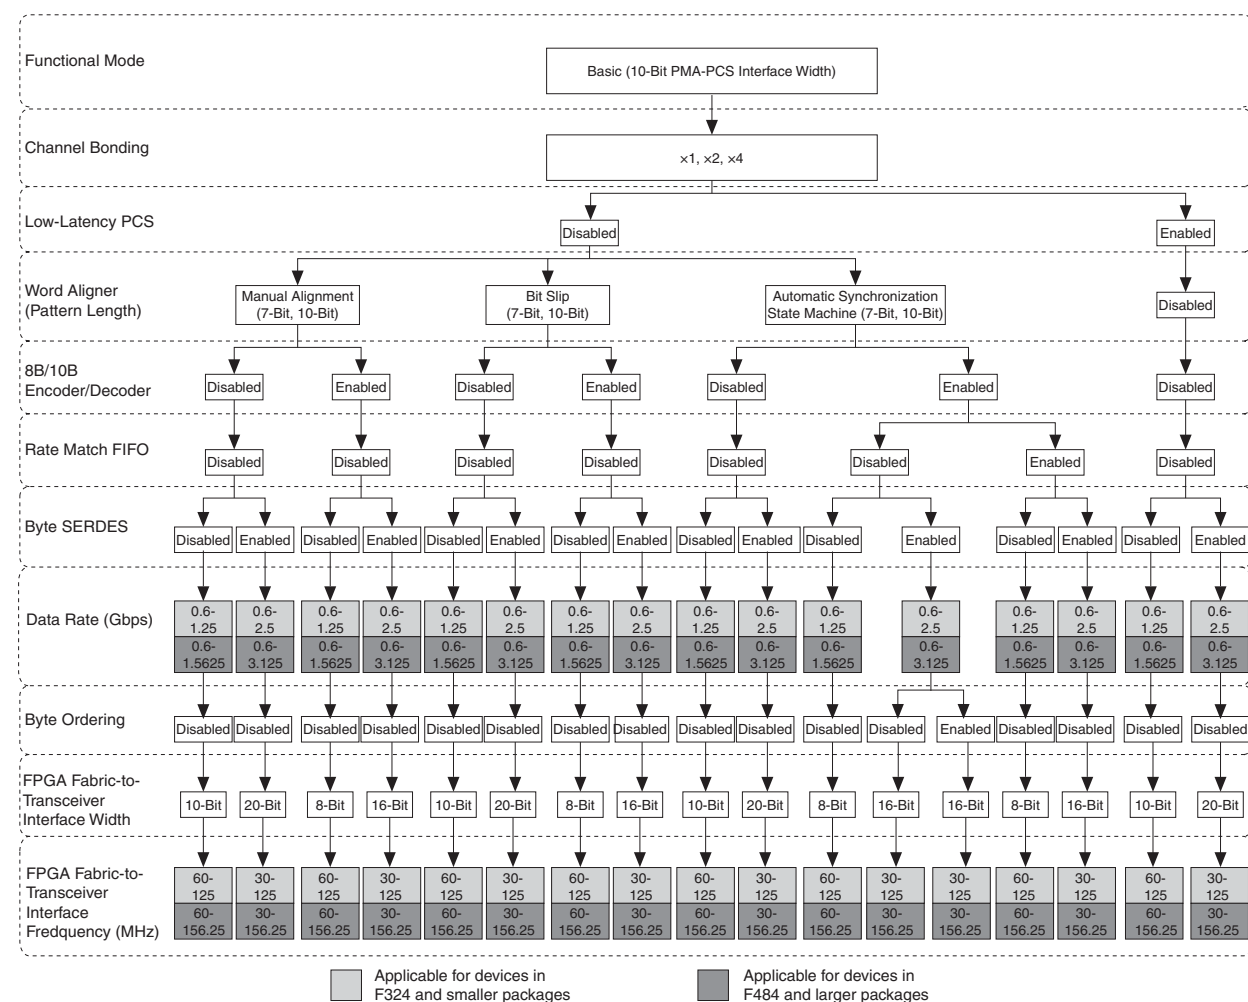 Functional Mode
Basic (10-Bit PMA-PCS Interface Width)
Channel Bonding
×1, ×2, ×4
Low-Latency PCS
Disabled
Enabled
Word Aligner
(Pattern Length)
Manual Alignment
(7-Bit, 10-Bit)
Bit Slip
(7-Bit, 10-Bit)
Automatic Synchronization
State Machine (7-Bit, 10-Bit)
Disabled
8B/10B
Encoder/Decoder
Disabled Enabled Disabled Enabled Disabled Enabled Disabled
Rate Match FIFO
Disabled Disabled Disabled Disabled Disabled Disabled Enabled Disabled
Byte SERDES
Disabled Enabled Disabled Enabled Disabled Enabled Disabled Enabled Disabled Enabled Disabled Enabled Disabled Enabled Disabled Enabled
Data Rate (Gbps)
0.6- 0.6- 0.6- 0.6- 0.6- 0.6- 0.6- 0.6- 0.6- 0.6- 0.6- 0.6- 0.6- 0.6- 0.6- 0.6-
1.25 2.5 1.25 2.5 1.25 2.5 1.25 2.5 1.25 2.5 1.25 2.5 1.25 2.5 1.25 2.5
0.6- 0.6- 0.6- 0.6- 0.6- 0.6- 0.6- 0.6- 0.6- 0.6- 0.6- 0.6- 0.6- 0.6- 0.6- 0.6-
1.5625 3.125 1.5625 3.125 1.5625 3.125 1.5625 3.125 1.5625 3.125 1.5625 3.125 1.5625 3.125 1.5625 3.125
Byte Ordering
Disabled Disabled Disabled Disabled Disabled Disabled Disabled Disabled Disabled Disabled Disabled Disabled Enabled Disabled Disabled Disabled Disabled
FPGA Fabric-to-
Transceiver
Interface Width
10-Bit 20-Bit 8-Bit 16-Bit 10-Bit 20-Bit 8-Bit 16-Bit 10-Bit 20-Bit 8-Bit 16-Bit 16-Bit 8-Bit 16-Bit 10-Bit 20-Bit
FPGA Fabric-to-
Transceiver
Interface
Fredquency (MHz)
60- 30- 60- 30- 60- 30- 60- 30- 60- 30- 60- 30- 30- 60- 30- 60- 30-
125 125 125 125 125 125 125 125 125 125 125 125 125 125 125 125 125
60- 30- 60- 30- 60- 30- 60- 30- 60- 30- 60- 30- 30- 60- 30- 60- 30-
156.25 156.25 156.25 156.25 156.25 156.25 156.25 156.25 156.25 156.25 156.25 156.25 156.25 156.25 156.25 156.25 156.25
Applicable for devices in
F324 and smaller packages
Applicable for devices in
F484 and larger packages